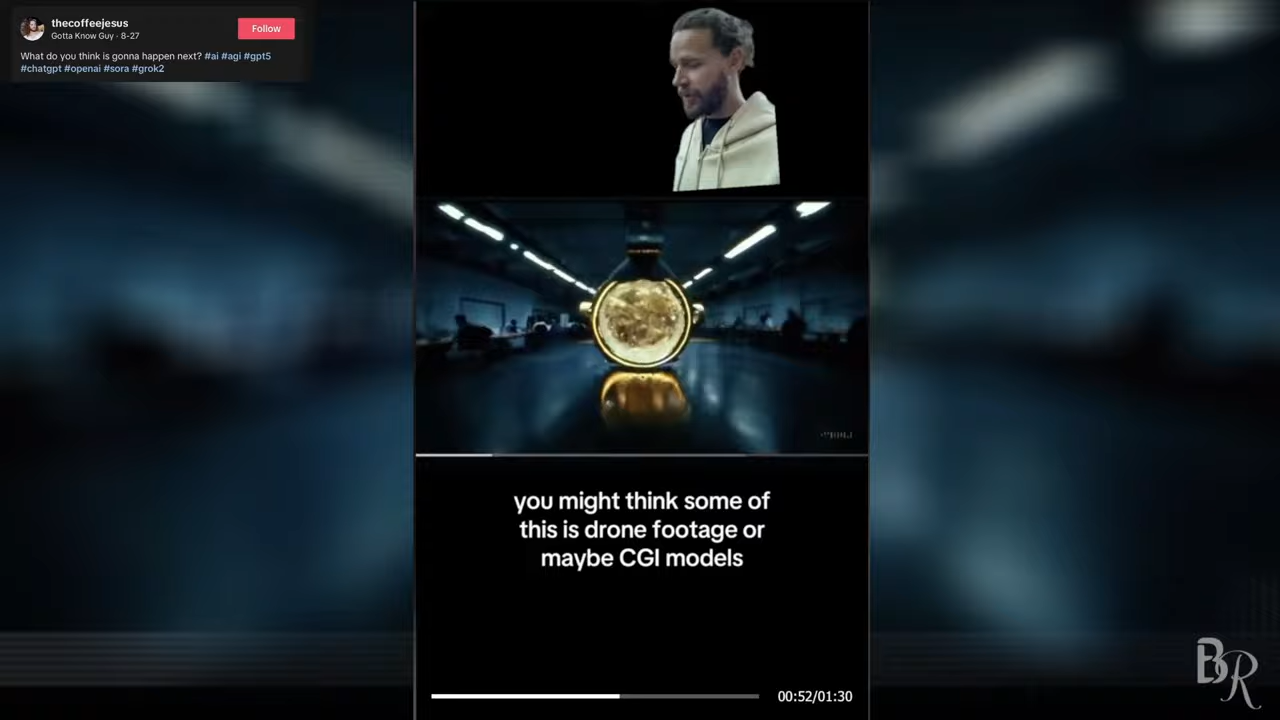 thecoffeejesus
Gotta Know Guy · 8-27
Follow
What do you think is gonna happen next? #ai #agi #gpt5
#chatgpt #openai #sora #grok2
you might think some of
this is drone footage or
maybe CGI models
00:52/01:30
BR